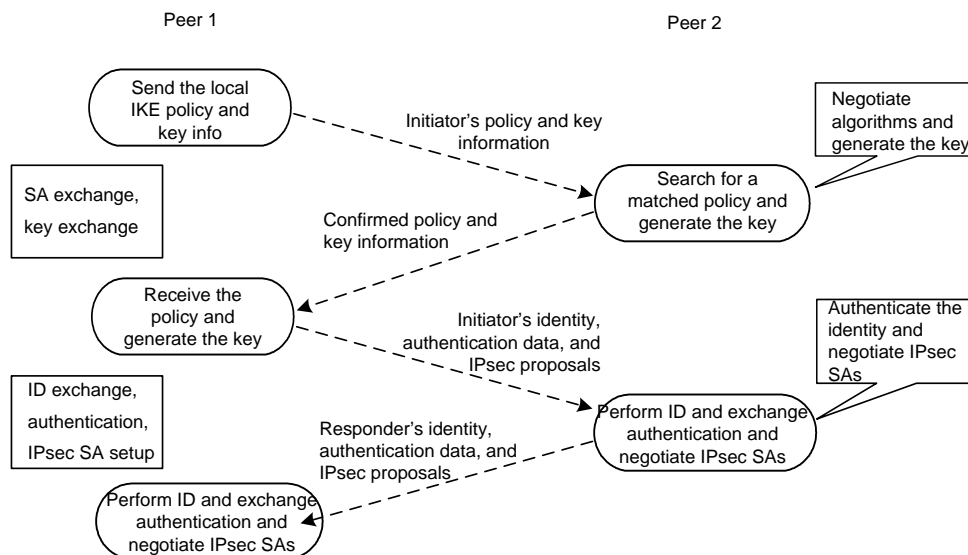 Peer 1
Peer 2
Send the local
IKE policy and
key info
Initiator's policy and key
information
Negotiate
algorithms and
generate the key
Search for a
matched policy and
generate the key
SA exchange,
key exchange
Confirmed policy and
key information
Receive the
policy and
generate the key
Initiator's identity,
authentication data, and
IPsec proposals
Authenticate the
identity and
negotiate IPsec
SAs
ID exchange,
authentication,
IPsec SA setup
Perform ID and exchange
authentication and
negotiate IPsec SAs
Responder's identity,
authentication data, and
IPsec proposals
Perform ID and exchange
authentication and
negotiate IPsec SAs